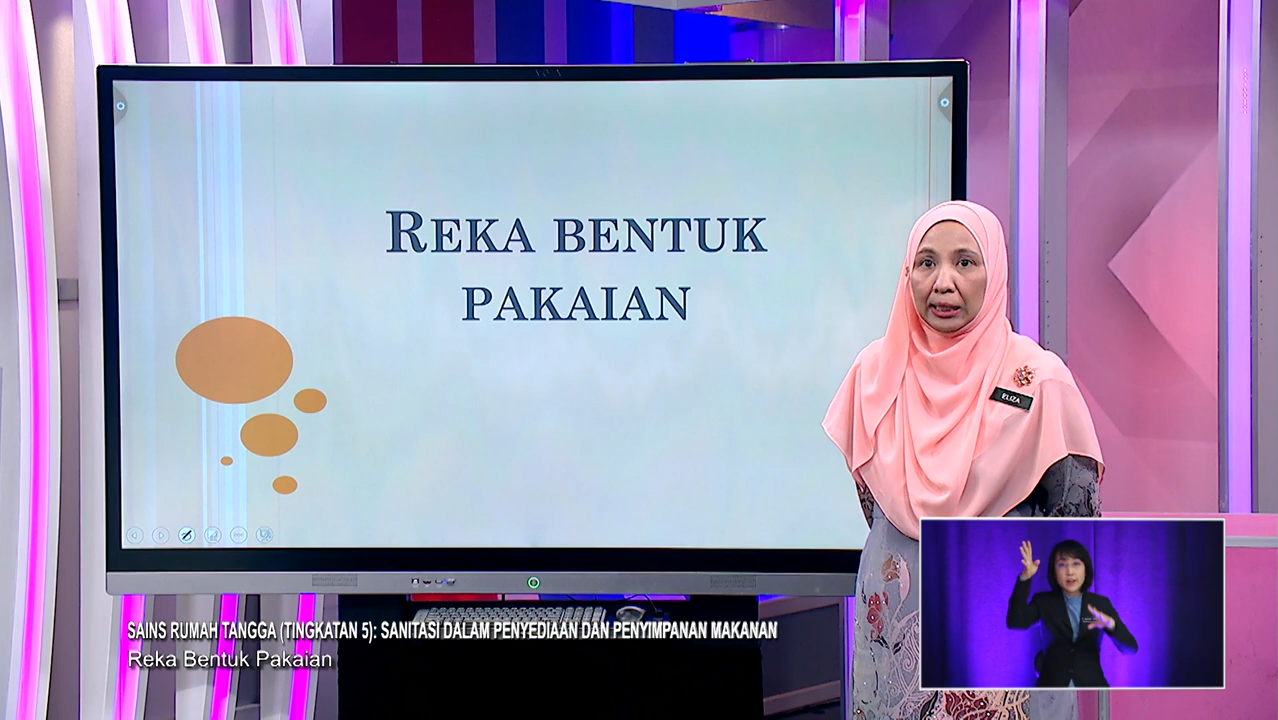 REKA BENTUK
PAKAIAN
ELIZA
SAINS RUMAH TANGGA (TINGKATAN 5): SANITASI DALAM PENYEDIAAN DAN PENYIMPANAN MAKANAN
Reka Bentuk Pakaian